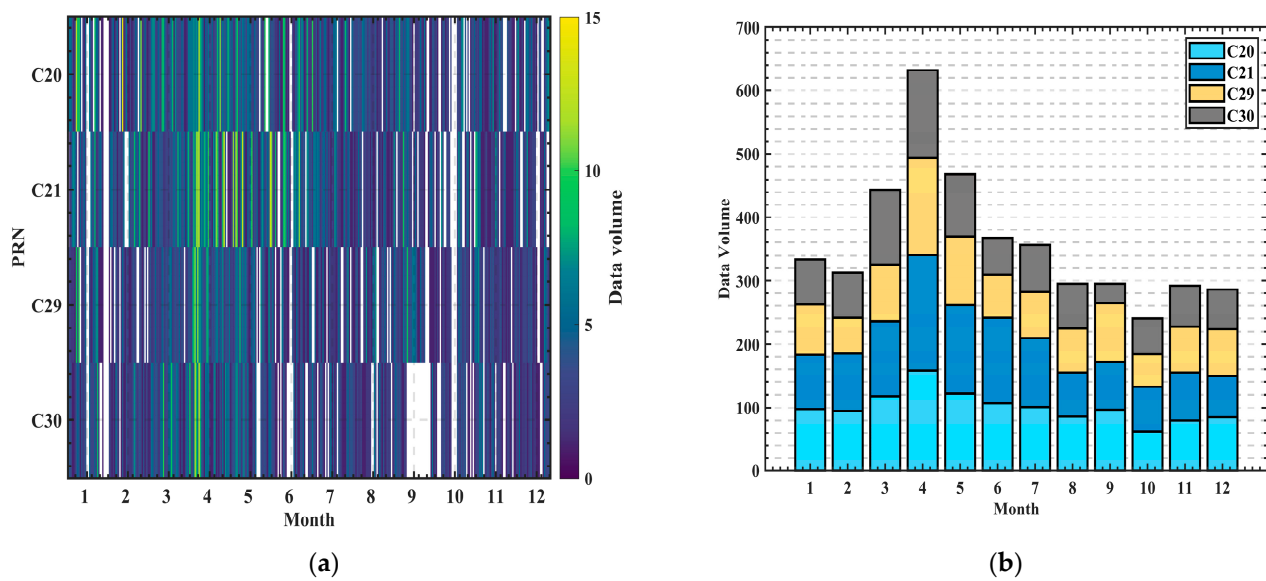 C20
C21
C29
C30
PRN
1 2 3 4 5 6 7 8 9 10 11 12
Month
15
10
5
0
Data volume
(a)
700
600
500
400
300
200
100
0
Data Volume
1 2 3 4 5 6 7 8 9 10 11 12
Month
C20
C21
C29
C30
(b)